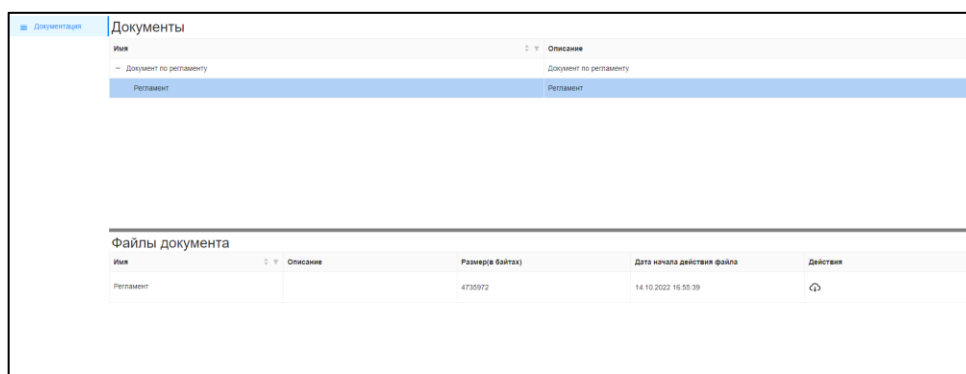 Документация
Документы
Имя Описание
Документ по регламенту Документ по регламенту
Регламент Регламент
Файлы документа
Имя Описание Размер(в байтах) Дата начала действия файла Действия
Регламент 4735972 14.10.2022 16:55:39